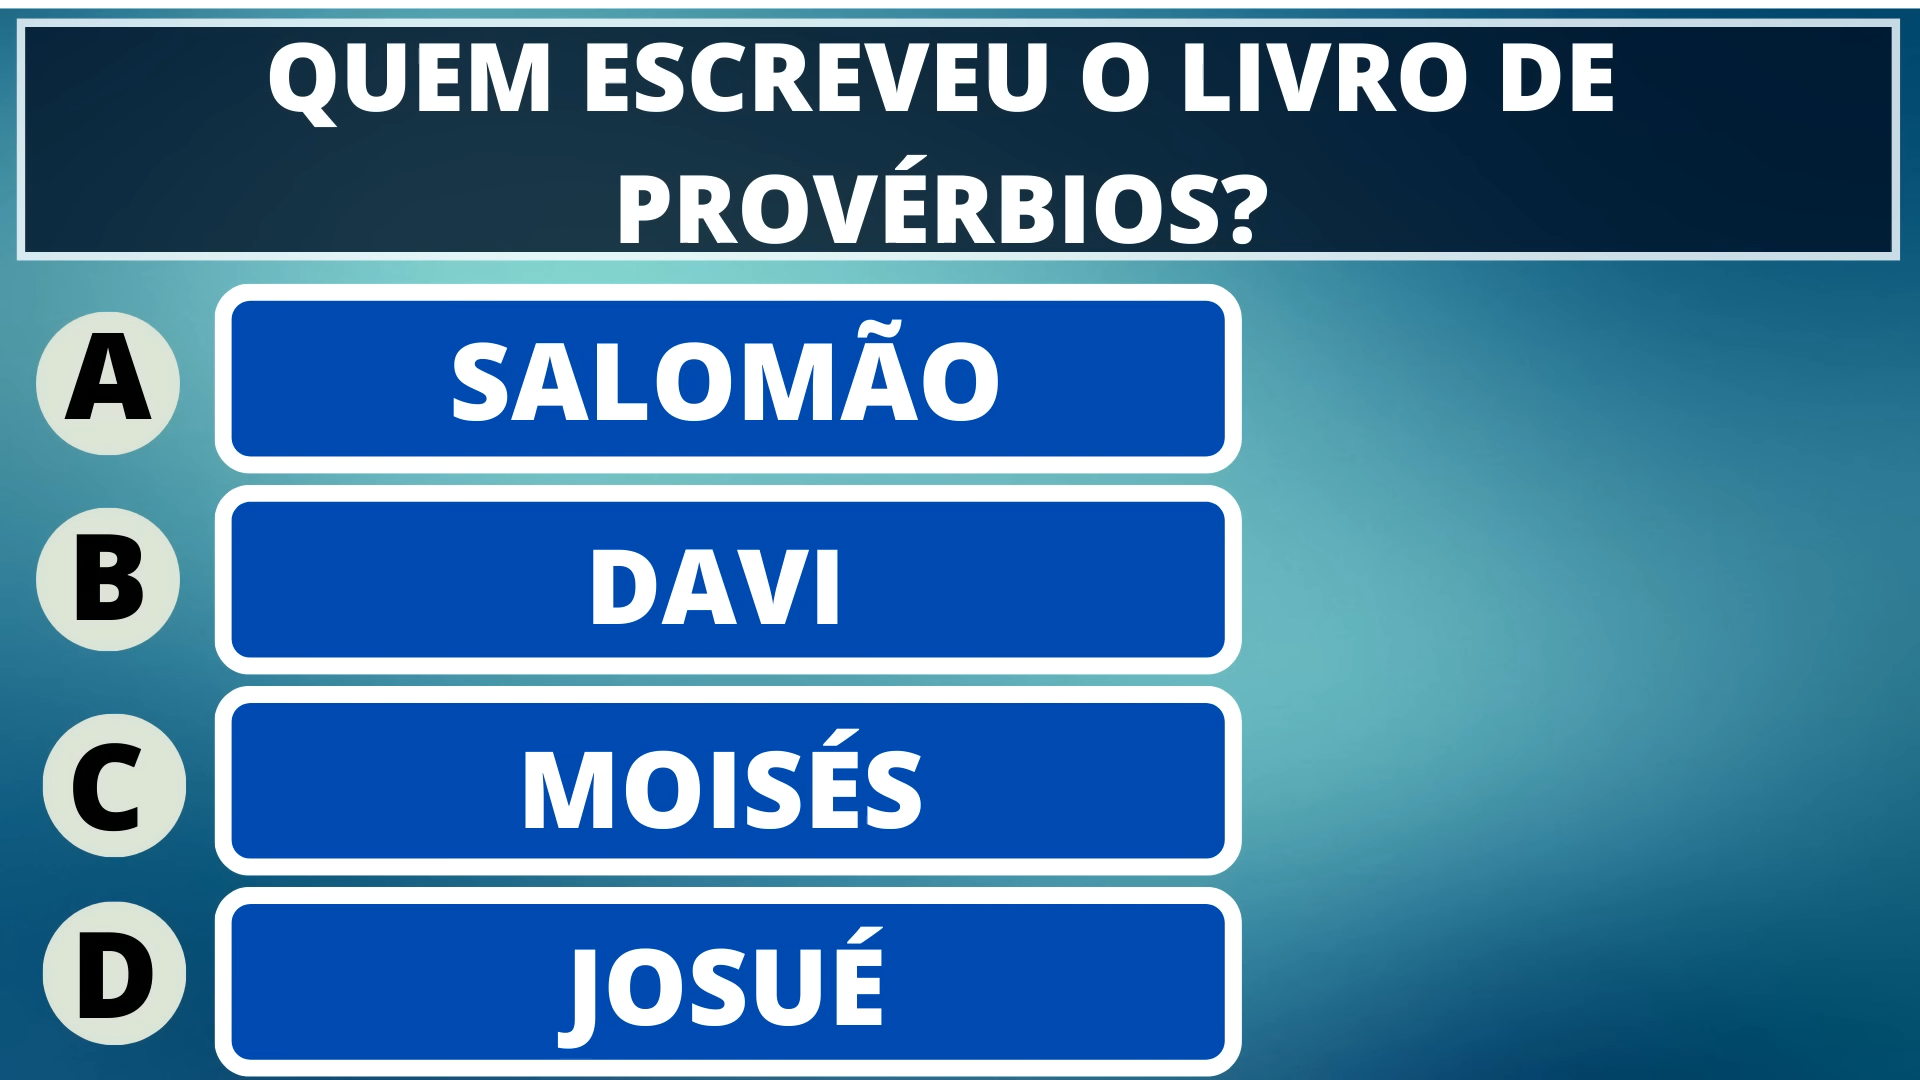 QUEM ESCREVEU O LIVRO DE
PROVÉRBIOS?
A SALOMÃO
B DAVI
C MOISÉS
D JOSUÉ